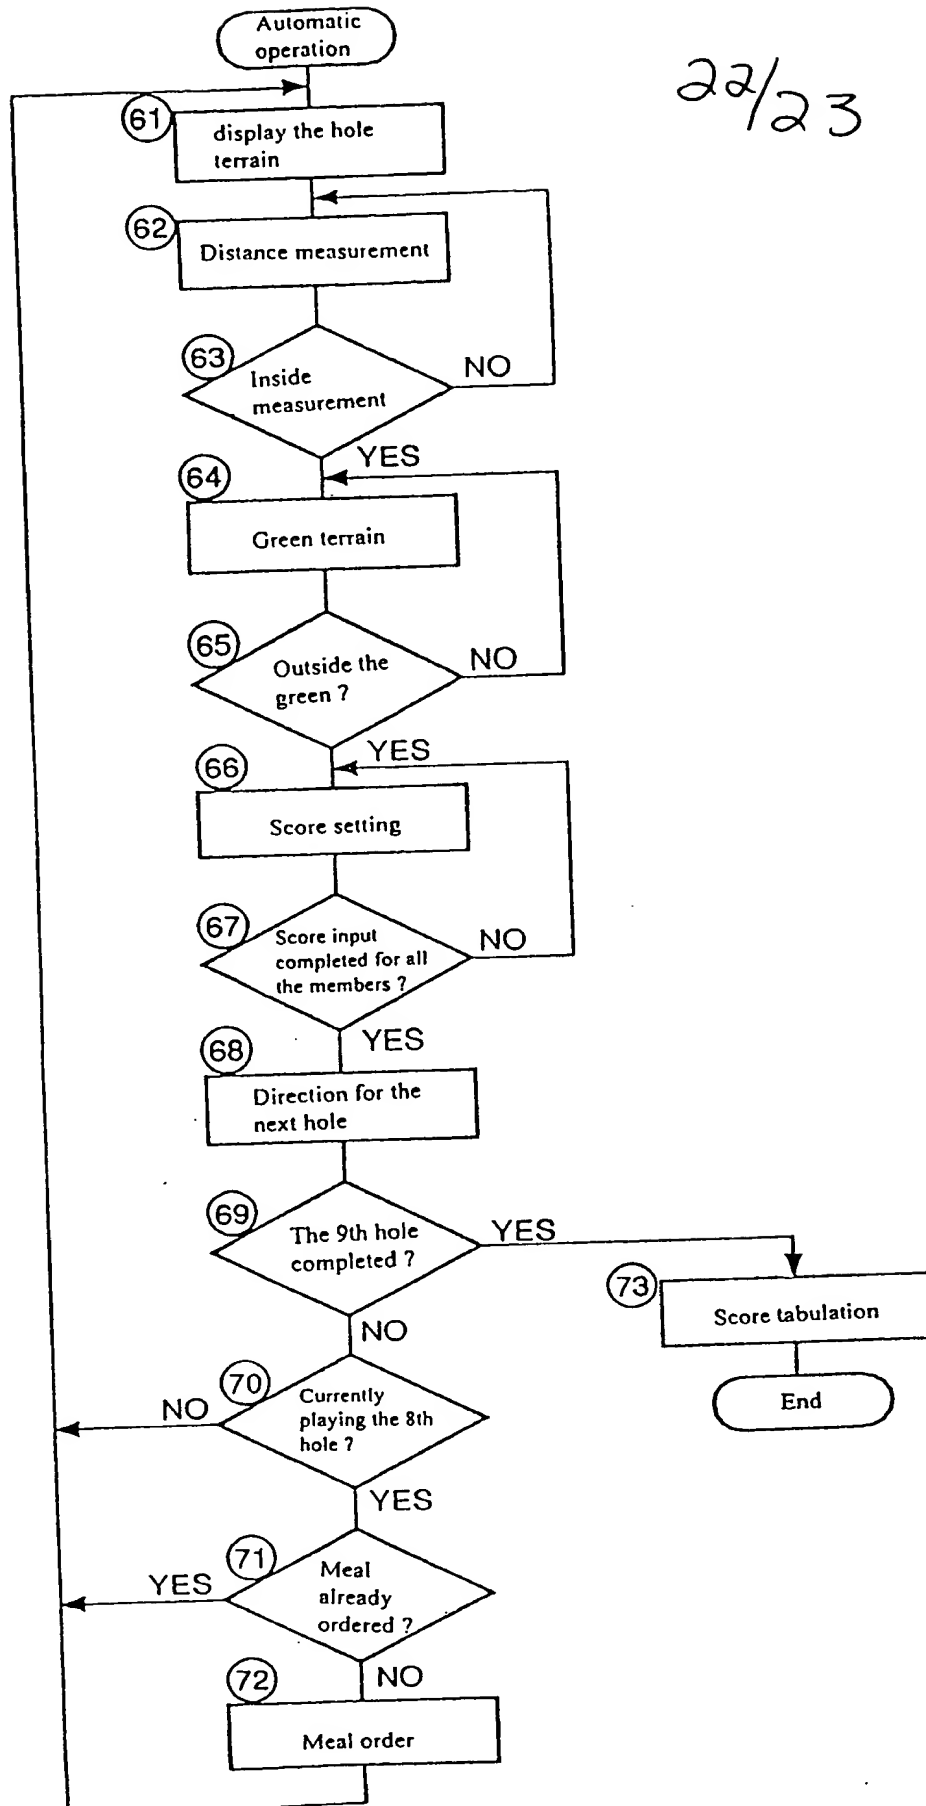 Automatic
operation
22/23
61
display the hole
terrain
62
Distance measurement
63
Inside
measurement
NO
YES
64
Green terrain
65
Outside the
green ?
NO
YES
66
Score setting
67
Score input
completed for all
the members ?
NO
YES
68
Direction for the
next hole
69
The 9th hole
completed ?
YES
73
Score tabulation
NO
End
70
Currently
playing the 8th
hole ?
NO
YES
71
Meal
already
ordered ?
YES
NO
72
Meal order